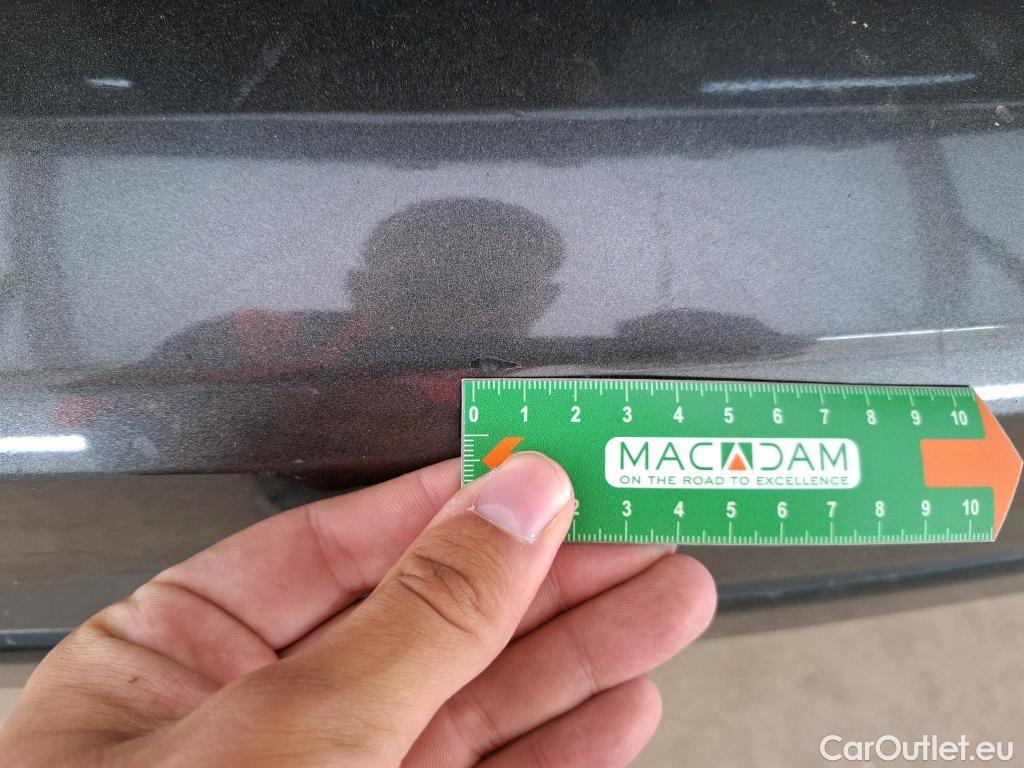 0 1 2 3 4 5 6 7 8 9 10
MACADAM
ON THE ROAD TO EXCELLENCE
2 3 4 5 6 7 8 9 10
CarOutlet.eu